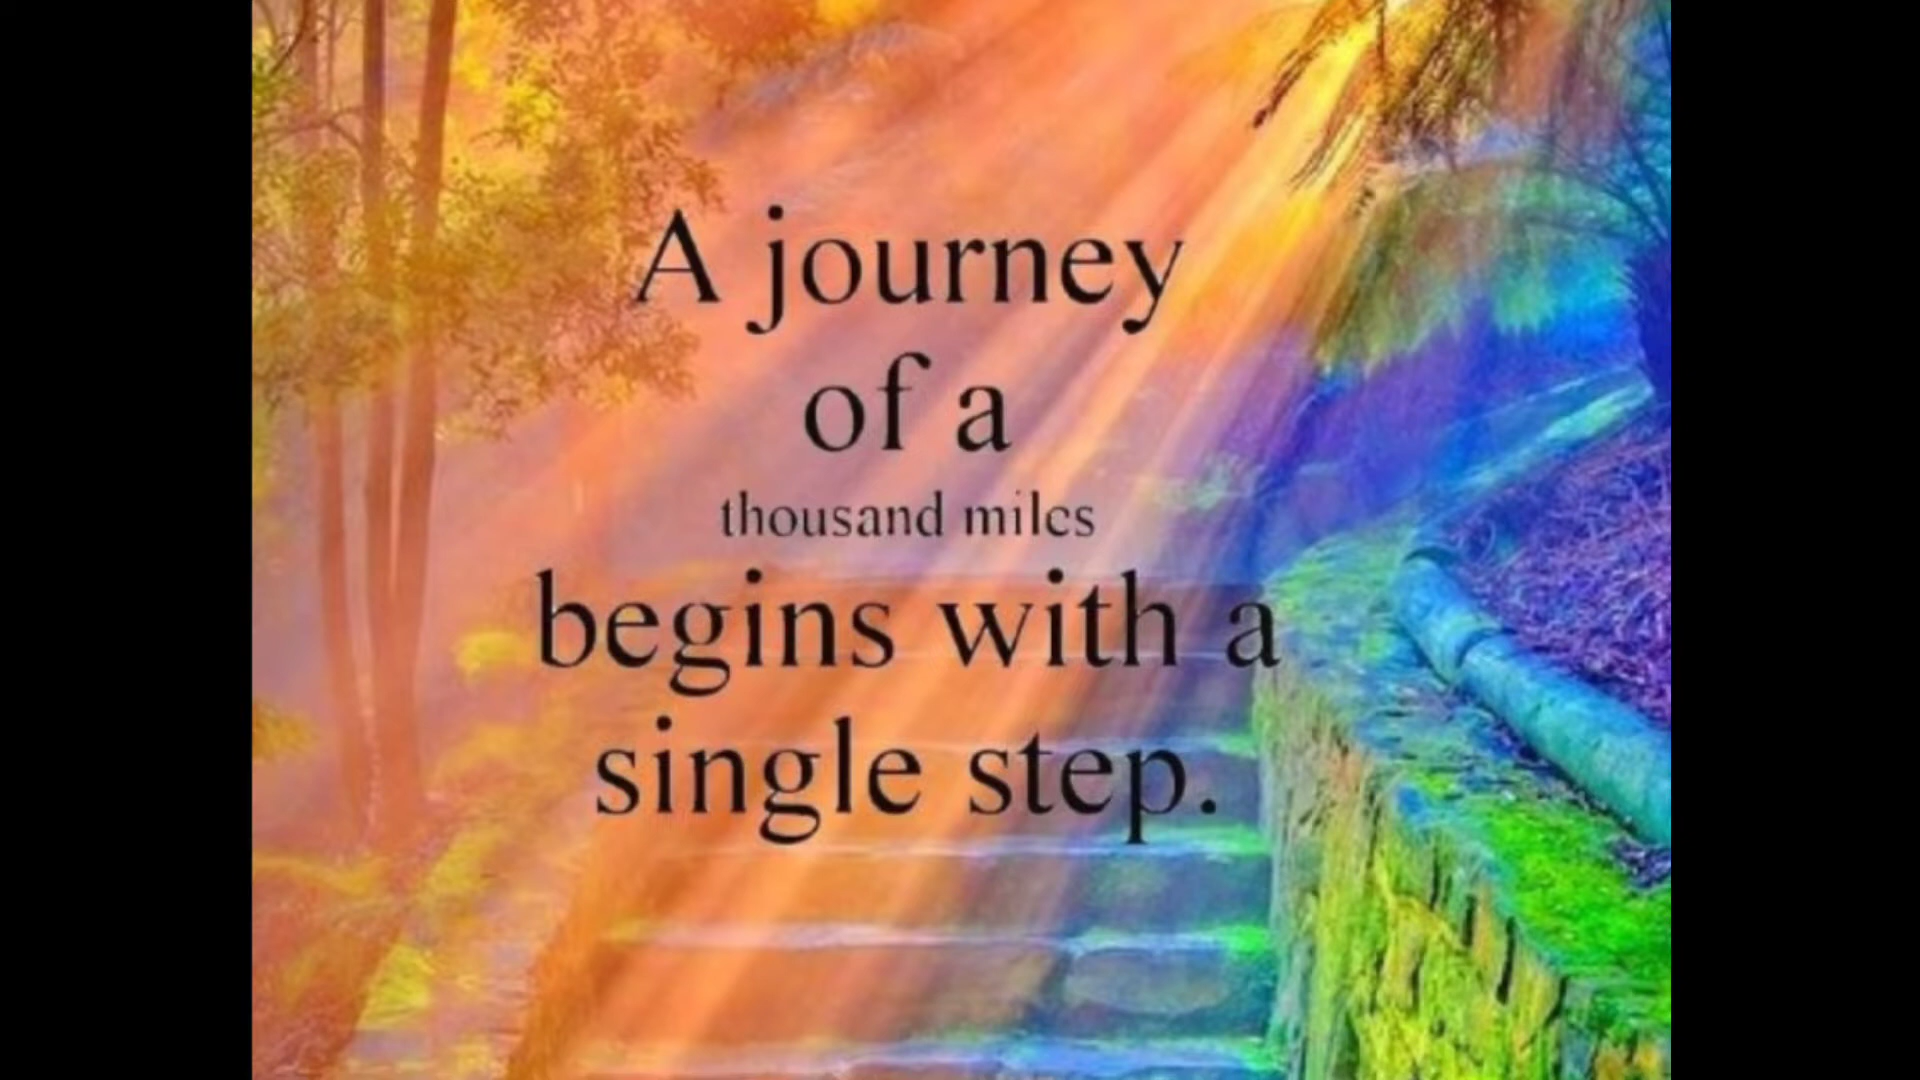 A journey
of a
thousand miles
begins with a
single step.